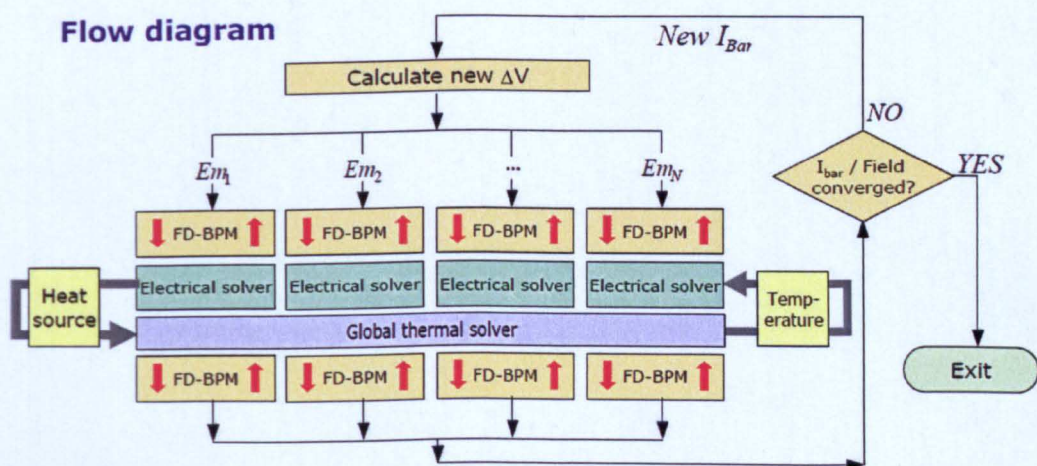 Flow diagram
New I_Bar
Calculate new ΔV
NO
Em_1
Em_2
...
Em_N
I_bar / Field
converged?
YES
FD-BPM FD-BPM FD-BPM FD-BPM
Heat
source
Electrical solver Electrical solver Electrical solver Electrical solver
Temp-
erature
Global thermal solver
FD-BPM FD-BPM FD-BPM FD-BPM
Exit